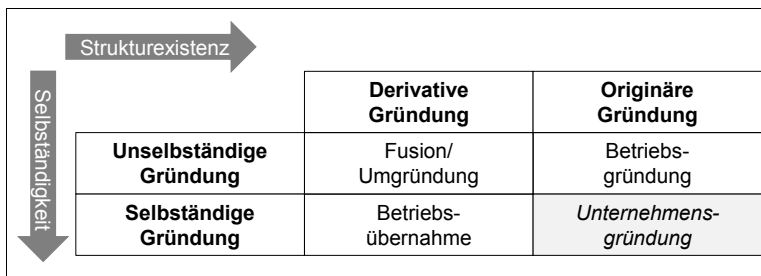 Strukturexistenz
Selbständigkeit
Derivative
Gründung
Originäre
Gründung
Unselbständige
Gründung
Fusion/
Umgründung
Betriebs-
gründung
Selbständige
Gründung
Betriebs-
übernahme
Unternehmens-
gründung